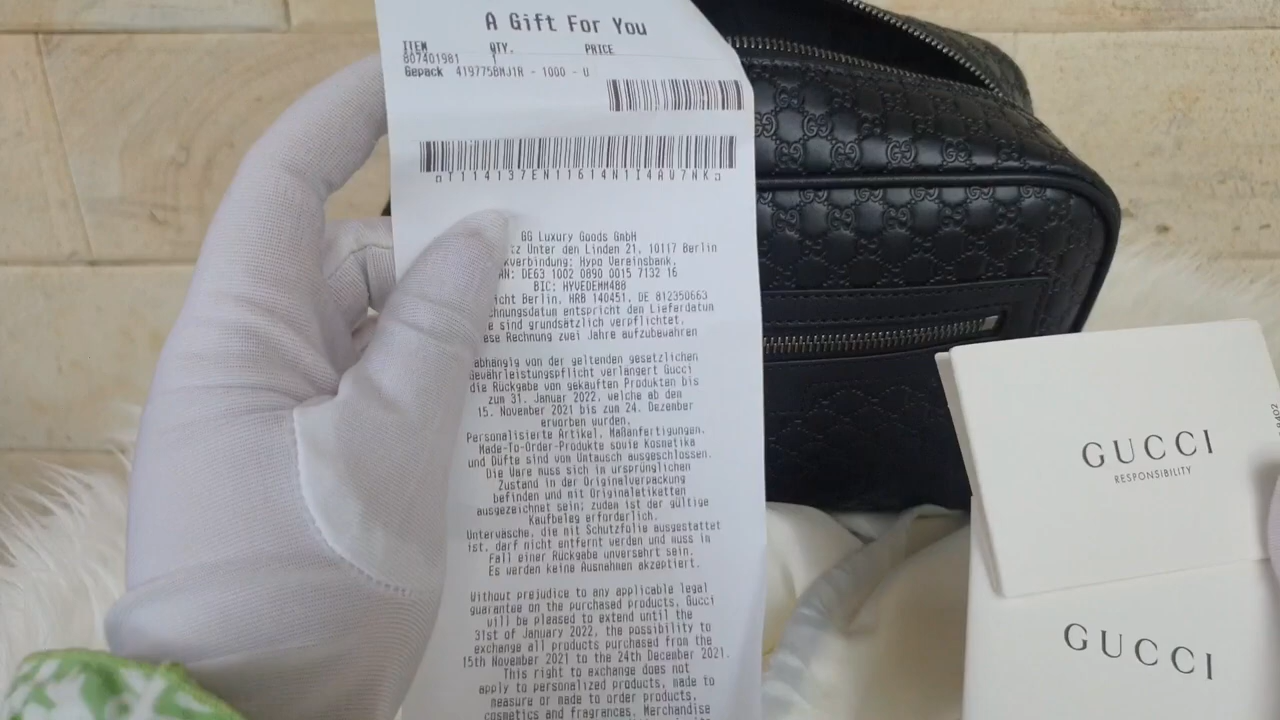 A Gift For You
ITEM QTY. PRICE
807401981 1
Gepack 419775BMJ1R - 1000 - U
T114137EN11614N1I4AU7NK
GG Luxury Goods GmbH
Unter den Linden 21, 10117 Berlin
Hypo Vereinsbank,
DE63 1002 0890 0015 7132 16
BIC: HYVEDEMM488
Berlin, HRB 140451, DE 812350663
entspricht den Lieferdatum
sind grundsätzlich verpflichtet,
Rechnung zwei Jahre aufzubewahren
abhängig von der geltenden gesetzlichen
verlängert Gucci
die Rückgabe von gekauften Produkten bis
zum 31. Januar 2022, welche ab dem
15. November 2021 bis zum 24. Dezember
erworben wurden.
Personalisierte Artikel, Maßanfertigungen,
Made-To-Order-Produkte sowie Kosmetika
und Düfte sind von Umtausch ausgeschlossen.
Die Ware muss sich in ursprünglichen
Zustand in der Originalverpackung
befinden und mit Originaletiketten
ausgezeichnet sein; zudem ist der gültige
Kaufbeleg erforderlich.
Unterwäsche, die mit Schutzfolie ausgestattet
ist, darf nicht entfernt werden und muss in
Fall einer Rückgabe unversehrt sein.
Es werden keine Ausnahmen akzeptiert.
Without prejudice to any applicable legal
guarantee on the purchased products, Gucci
will be pleased to extend until the
31st of January 2022, the possibility to
exchange all products purchased from the
15th November 2021 to the 24th December 2021.
This right to exchange does not
apply to personalized products, made to
measure or made to order products,
cosmetics and fragrances. Merchandise
GUCCI
RESPONSIBILITY
GUCCI